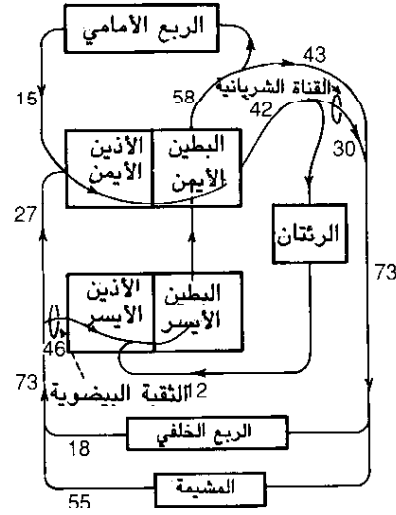 الربع الأمامي
43
15
58
القناة الشريانية
42
30
الأذين
الأيمن
البطين
الأيمن
27
الرئتان
73
الأذين
الأيسر
البطين
الأيسر
46
12
الثقبة البيضوية
73
الربع الخلفي
18
المشيمة
55